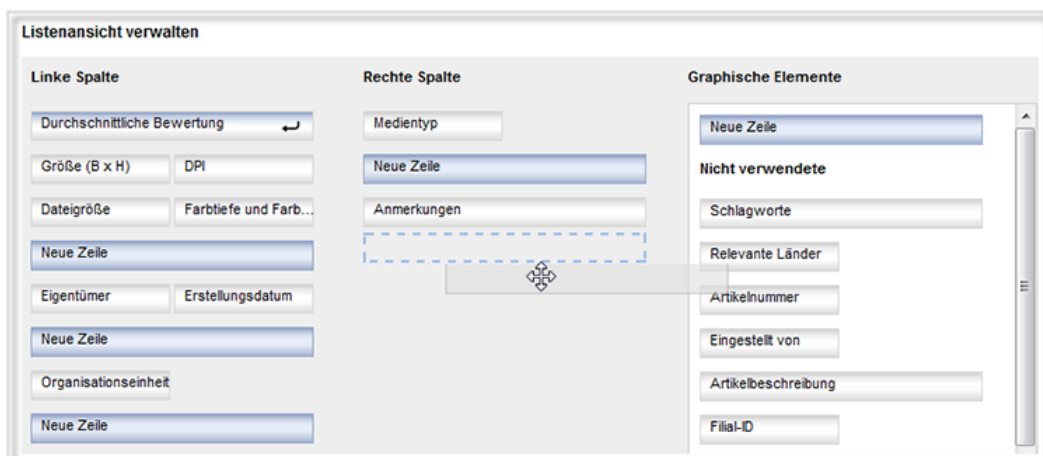 Listenansicht verwalten
Linke Spalte
Durchschnittliche Bewertung
Größe (B x H) DPI
Dateigröße Farbtiefe und Farb...
Neue Zeile
Eigentümer Erstellungsdatum
Neue Zeile
Organisationseinheit
Neue Zeile
Rechte Spalte
Medientyp
Neue Zeile
Anmerkungen
Graphische Elemente
Neue Zeile
Nicht verwendete
Schlagworte
Relevante Länder
Artikelnummer
Eingestellt von
Artikelbeschreibung
Filial-ID